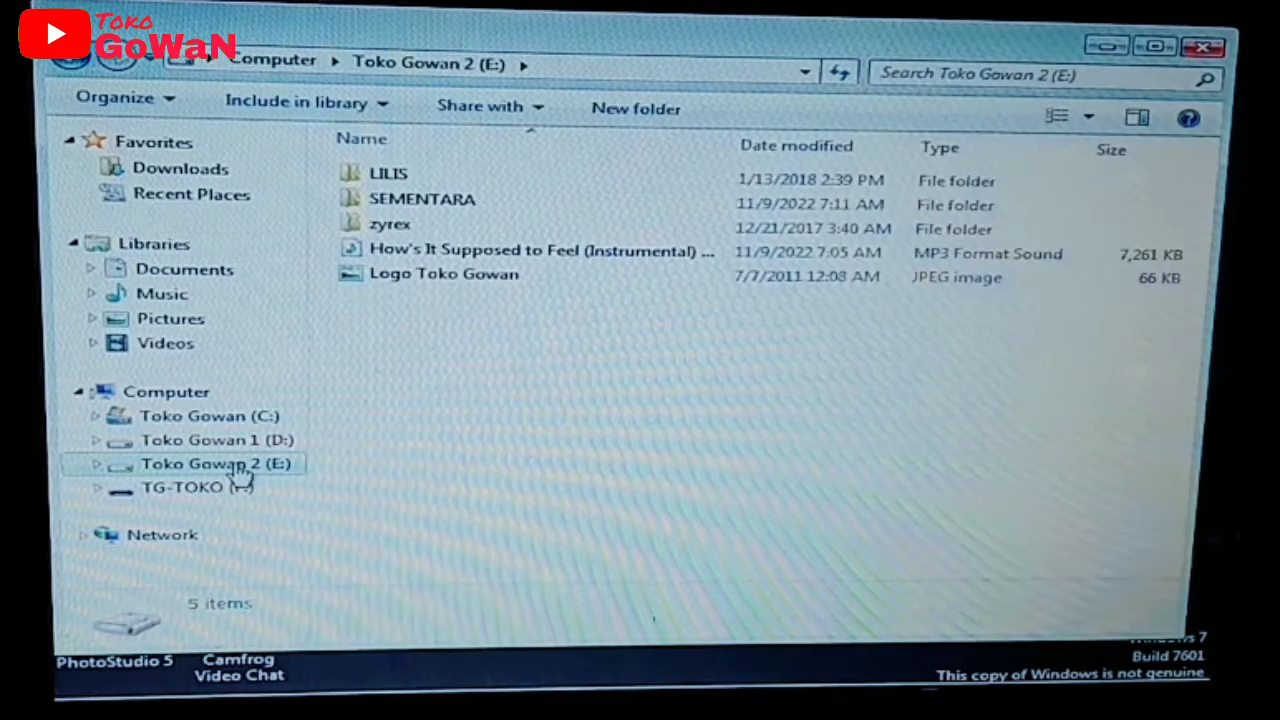 Toko
GoWaN
Computer Toko Gowan 2 (E:) Search Toko Gowan 2 (E:)
Organize Include in library Share with New folder
Name Date modified Type Size
Favorites
Downloads
Recent Places
Libraries
Documents
Music
Pictures
Videos
Computer
Toko Gowan (C:)
Toko Gowan 1 (D:)
Toko Gowan 2 (E:)
TG-TOKO
Network
LILIS 1/13/2018 2:39 PM File folder
SEMENTARA 11/9/2022 7:11 AM File folder
zyrex 12/21/2017 3:40 AM File folder
How's It Supposed to Feel (Instrumental) ... 11/9/2022 7:05 AM MP3 Format Sound 7,261 KB
Logo Toko Gowan 7/7/2011 12:08 AM JPEG image 66 KB
5 items
PhotoStudio 5
Camfrog
Video Chat
Windows 7
Build 7601
This copy of Windows is not genuine